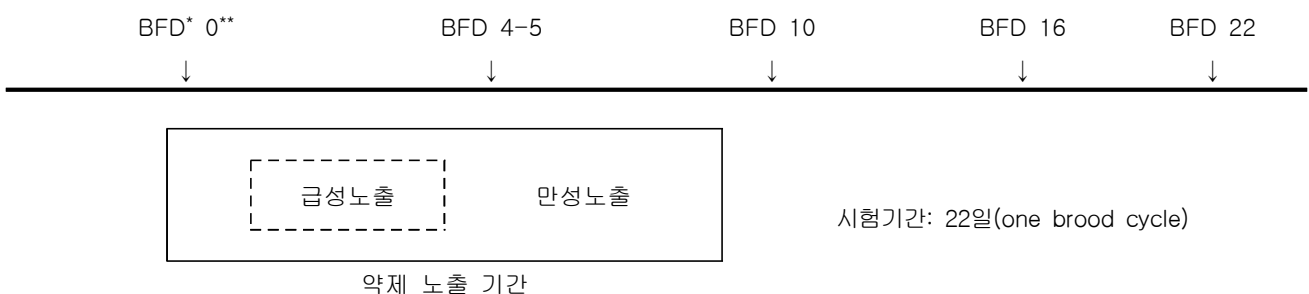 BFD* 0** BFD 4-5 BFD 10 BFD 16 BFD 22
↓ ↓ ↓ ↓ ↓
급성노출 만성노출
시험기간: 22일(one brood cycle)
약제 노출 기간